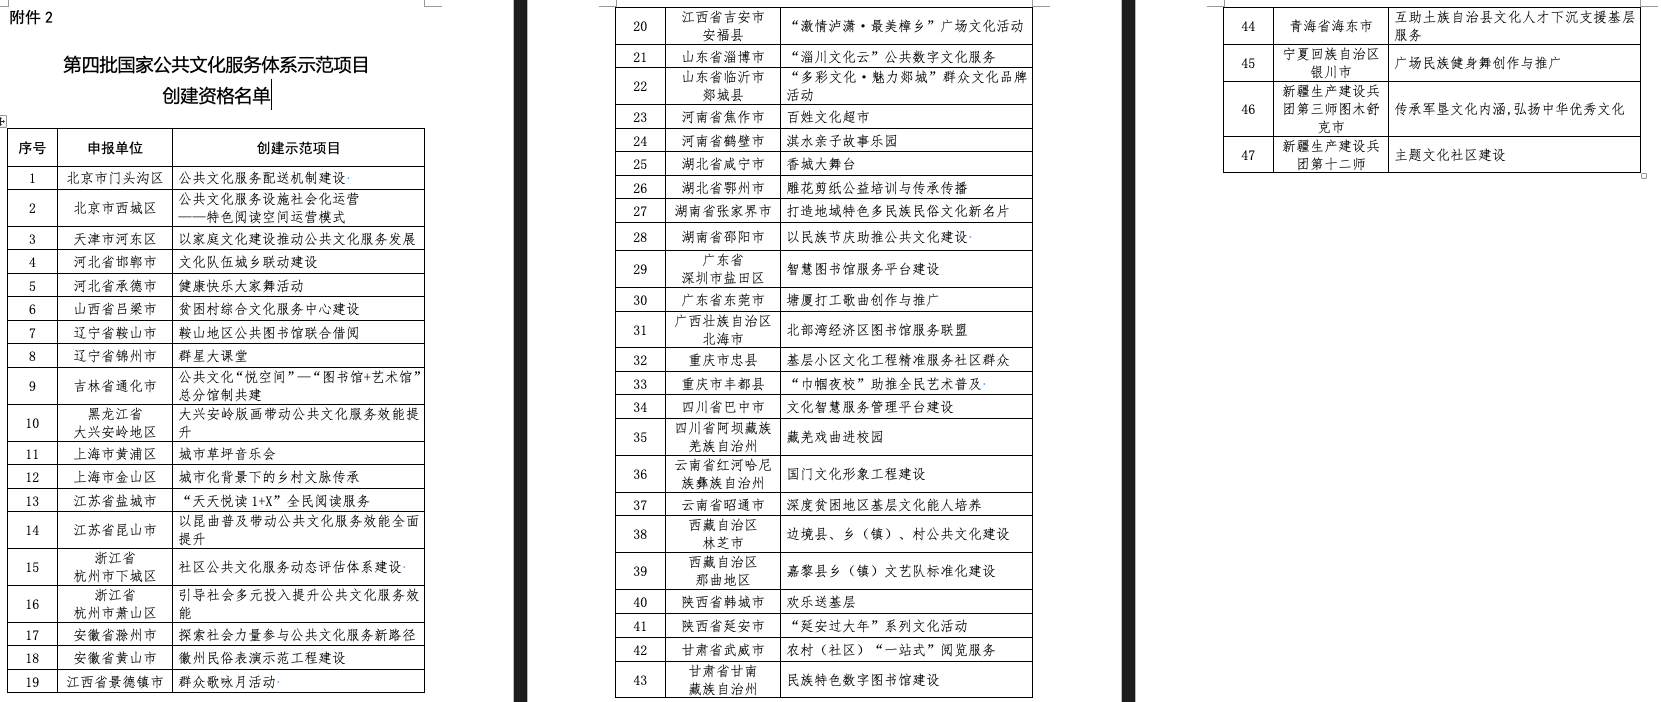 附件 2
第四批国家公共文化服务体系示范项目
创建资格名单
序号 申报单位 创建示范项目
1 北京市门头沟区 公共文化服务配送机制建设
2 北京市西城区 公共文化服务设施社会化运营
——特色阅读空间运营模式
3 天津市河东区 以家庭文化建设推动公共文化服务发展
4 河北省邯郸市 文化队伍城乡联动建设
5 河北省承德市 健康快乐大家舞活动
6 山西省吕梁市 贫困村综合文化服务中心建设
7 辽宁省鞍山市 鞍山地区公共图书馆联合借阅
8 辽宁省锦州市 群星大课堂
9 吉林省通化市 公共文化“悦空间”—“图书馆+艺术馆”
总分馆制共建
10 黑龙江省
大兴安岭地区 大兴安岭版画带动公共文化服务效能提
升
11 上海市黄浦区 城市草坪音乐会
12 上海市金山区 城市化背景下的乡村文脉传承
13 江苏省盐城市 “天天悦读 1+X”全民阅读服务
14 江苏省昆山市 以昆曲普及带动公共文化服务效能全面
提升
15 浙江省
杭州市下城区 社区公共文化服务动态评估体系建设
16 浙江省
杭州市萧山区 引导社会多元投入提升公共文化服务效
能
17 安徽省滁州市 探索社会力量参与公共文化服务新路径
18 安徽省黄山市 徽州民俗表演示范工程建设
19 江西省景德镇市 群众歌咏月活动
20 江西省吉安市
安福县 “激情泸潇·最美樟乡”广场文化活动
21 山东省淄博市 “淄川文化云”公共数字文化服务
22 山东省临沂市
郯城县 “多彩文化·魅力郯城”群众文化品牌
活动
23 河南省焦作市 百姓文化超市
24 河南省鹤壁市 淇水亲子故事乐园
25 湖北省咸宁市 香城大舞台
26 湖北省鄂州市 雕花剪纸公益培训与传承传播
27 湖南省张家界市 打造地域特色多民族民俗文化新名片
28 湖南省邵阳市 以民族节庆助推公共文化建设
29 广东省
深圳市盐田区 智慧图书馆服务平台建设
30 广东省东莞市 塘厦打工歌曲创作与推广
31 广西壮族自治区
北海市 北部湾经济区图书馆服务联盟
32 重庆市忠县 基层小区文化工程精准服务社区群众
33 重庆市丰都县 “巾帼夜校”助推全民艺术普及
34 四川省巴中市 文化智慧服务管理平台建设
35 四川省阿坝藏族
羌族自治州 藏羌戏曲进校园
36 云南省红河哈尼
族彝族自治州 国门文化形象工程建设
37 云南省昭通市 深度贫困地区基层文化能人培养
38 西藏自治区
林芝市 边境县、乡（镇）、村公共文化建设
39 西藏自治区
那曲地区 嘉黎县乡（镇）文艺队标准化建设
40 陕西省韩城市 欢乐送基层
41 陕西省延安市 “延安过大年”系列文化活动
42 甘肃省武威市 农村（社区）“一站式”阅览服务
43 甘肃省甘南
藏族自治州 民族特色数字图书馆建设
44 青海省海东市 互助土族自治县文化人才下沉支援基层
服务
45 宁夏回族自治区
银川市 广场民族健身舞创作与推广
46 新疆生产建设兵
团第三师图木舒
克市 传承军垦文化内涵,弘扬中华优秀文化
47 新疆生产建设兵
团第十二师 主题文化社区建设